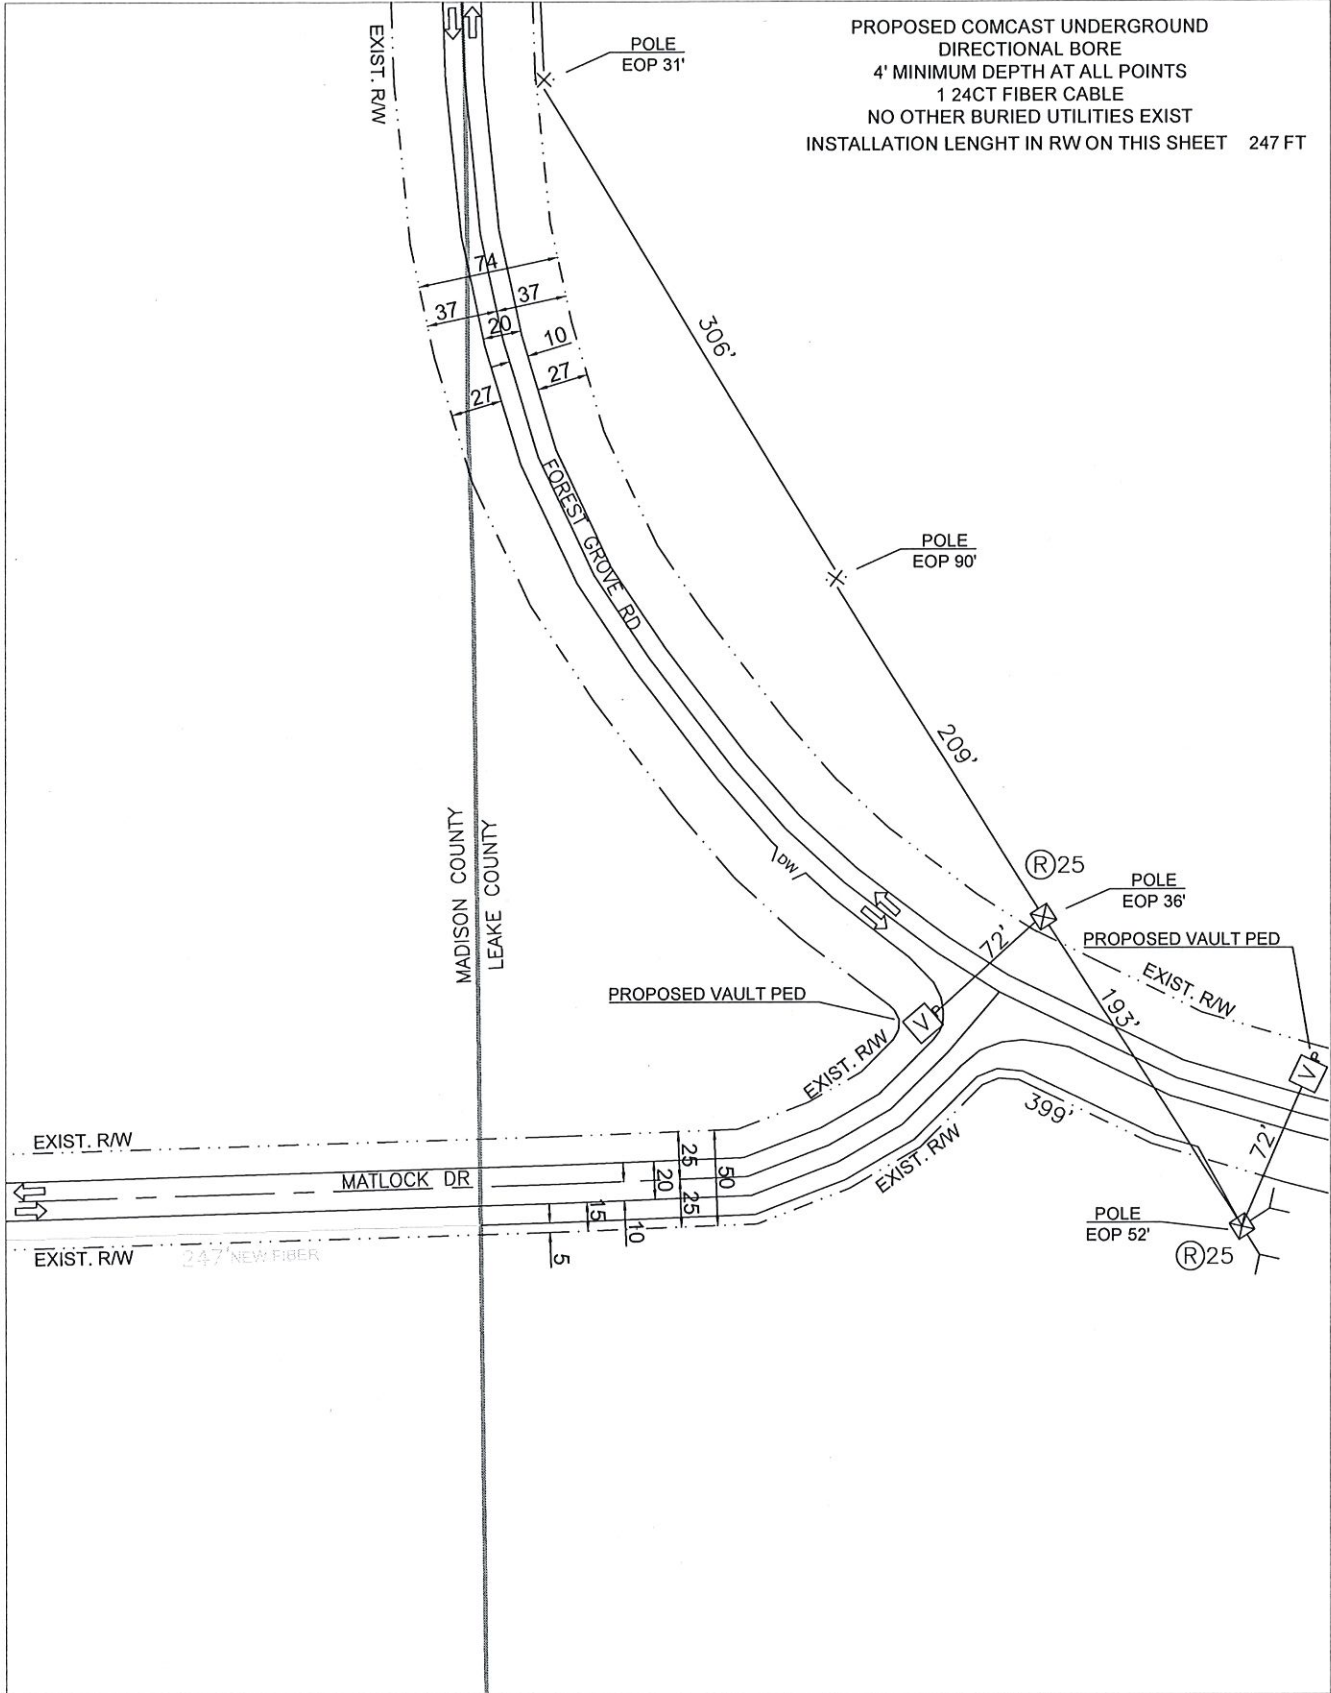 PROPOSED COMCAST UNDERGROUND
DIRECTIONAL BORE
4' MINIMUM DEPTH AT ALL POINTS
1 24CT FIBER CABLE
NO OTHER BURIED UTILITIES EXIST
INSTALLATION LENGHT IN RW ON THIS SHEET 247 FT
EXIST. R/W
POLE
EOP 31'
74
37
37
20
10
27
27
306'
FOREST GROVE RD
POLE
EOP 90'
209'
MADISON COUNTY
LEAKE COUNTY
DW
R 25
POLE
EOP 36'
72'
PROPOSED VAULT PED
PROPOSED VAULT PED
EXIST. R/W
193'
V P
V P
EXIST. R/W
399'
72'
EXIST. R/W
EXIST. R/W
MATLOCK DR
25
50
20
25
15
10
5
POLE
EOP 52'
R 25
EXIST. R/W
247' NEW FIBER